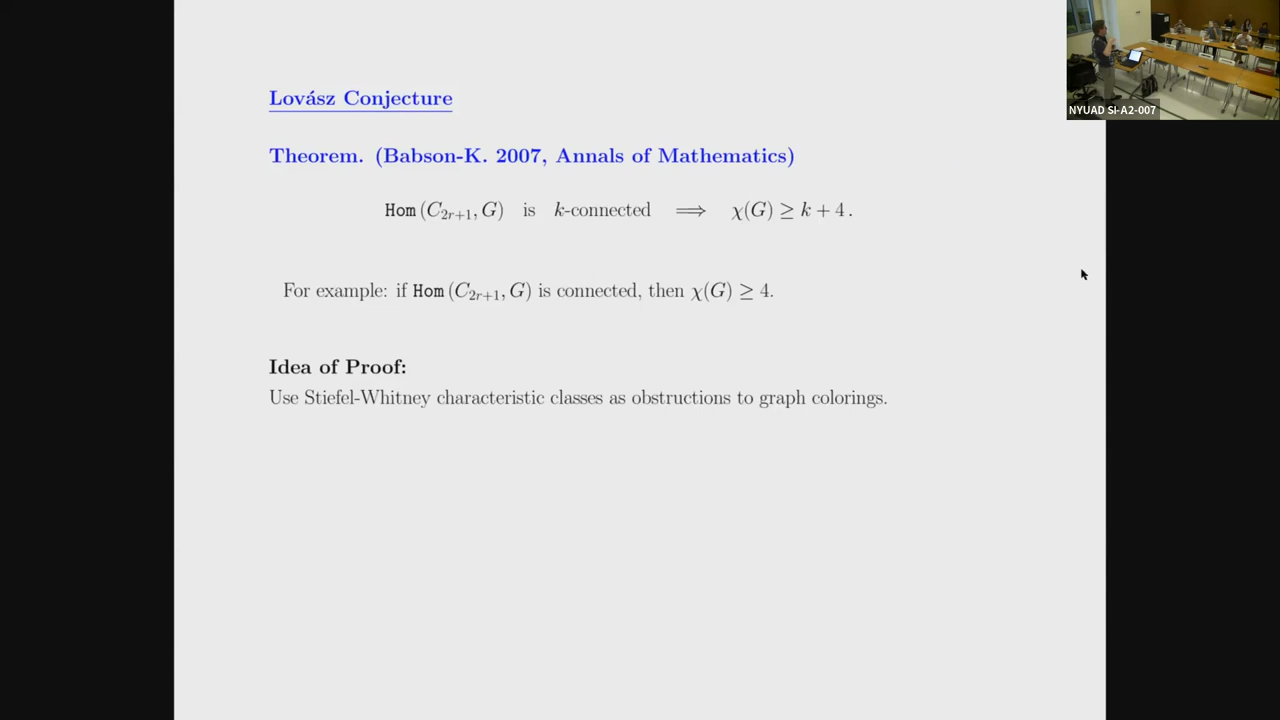 Lovász Conjecture
NYUAD SI-A2-007
Theorem. (Babson-K. 2007, Annals of Mathematics)
Hom (C_{2r+1}, G) is k-connected ⟹ χ(G) ≥ k + 4 .
For example: if Hom (C_{2r+1}, G) is connected, then χ(G) ≥ 4.
Idea of Proof:
Use Stiefel-Whitney characteristic classes as obstructions to graph colorings.